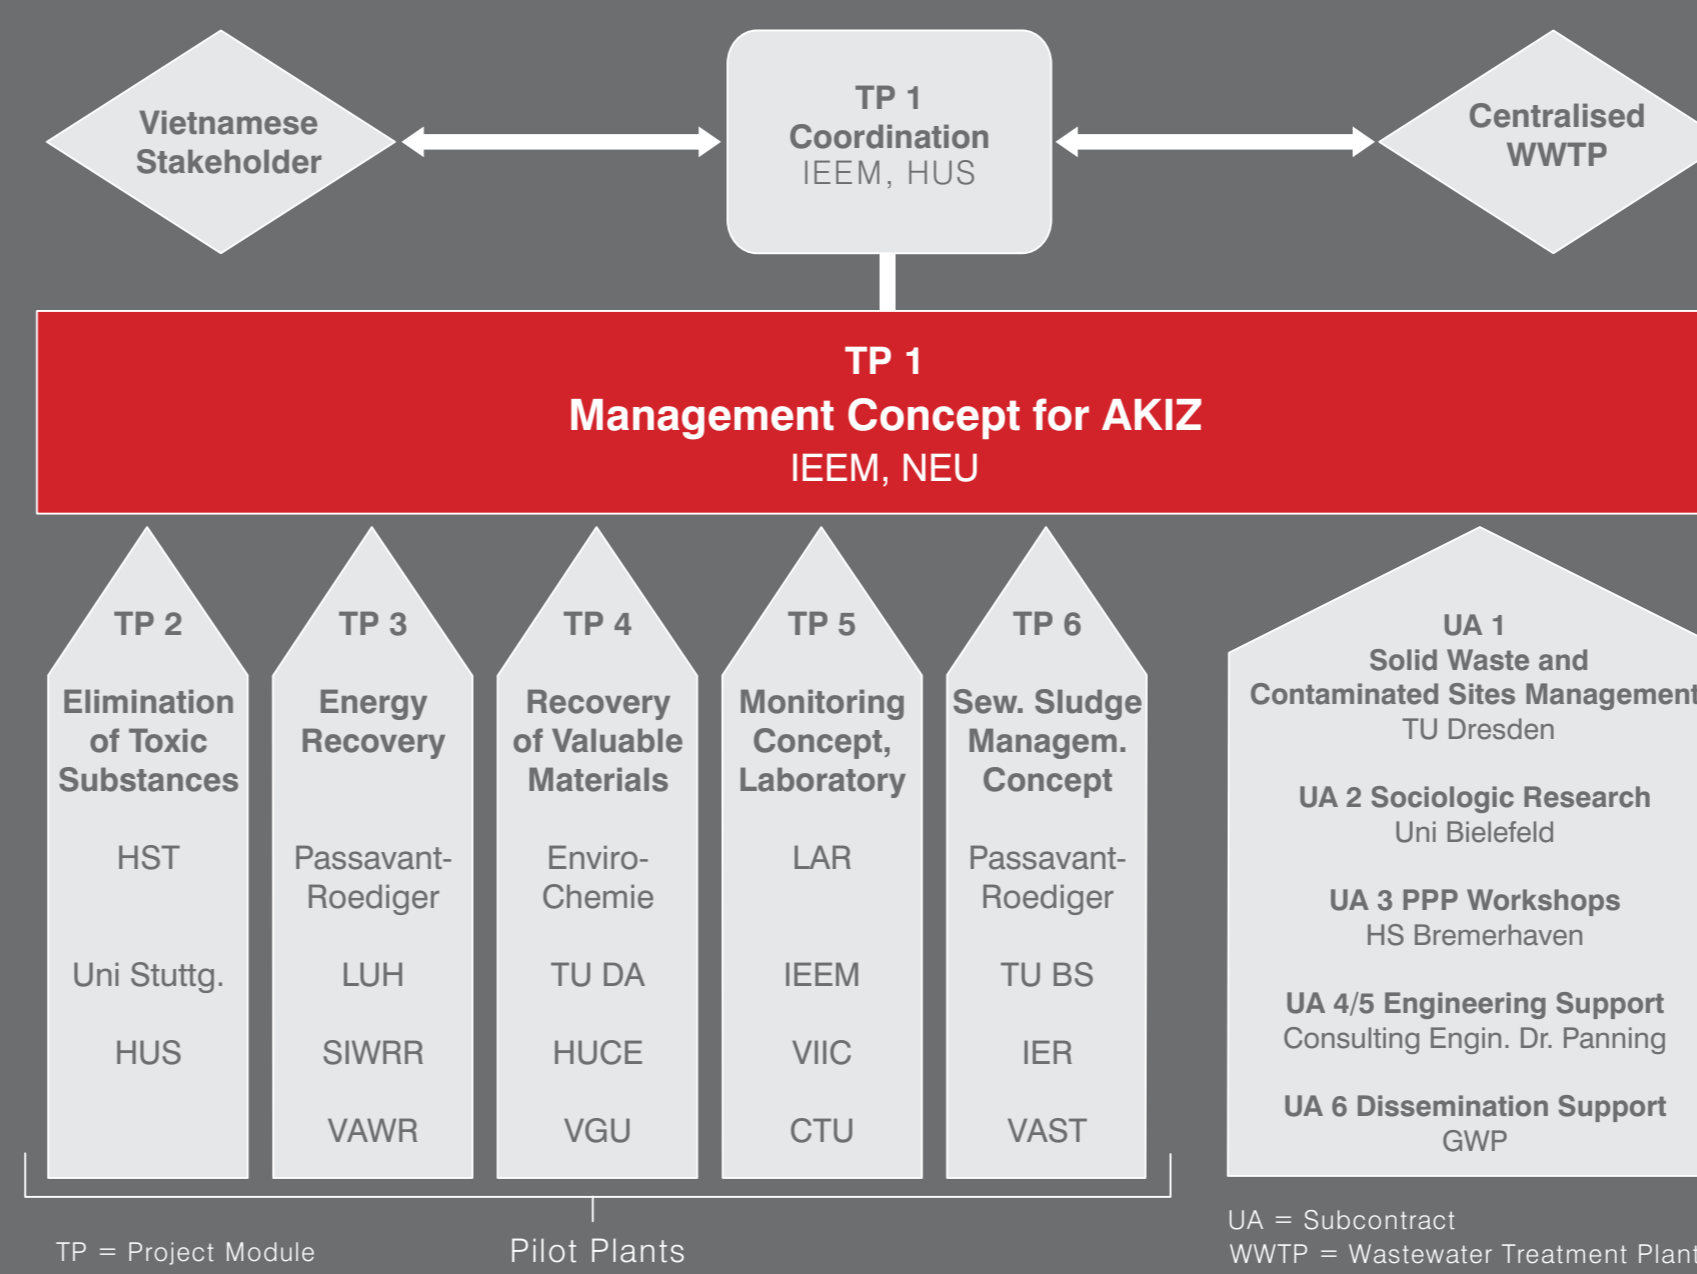 Vietnamese
Stakeholder
TP 1
Coordination
IEEM, HUS
Centralised
WWTP
TP 1
Management Concept for AKIZ
IEEM, NEU
TP 2
Elimination
of Toxic
Substances
HST
Uni Stuttg.
HUS
TP 3
Energy
Recovery
Passavant-
Roediger
LUH
SIWRR
VAWR
TP 4
Recovery
of Valuable
Materials
Enviro-
Chemie
TU DA
HUCE
VGU
TP 5
Monitoring
Concept,
Laboratory
LAR
IEEM
VIIC
CTU
TP 6
Sew. Sludge
Managem.
Concept
Passavant-
Roediger
TU BS
IER
VAST
UA 1
Solid Waste and
Contaminated Sites Management
TU Dresden
UA 2 Sociologic Research
Uni Bielefeld
UA 3 PPP Workshops
HS Bremerhaven
UA 4/5 Engineering Support
Consulting Engin. Dr. Panning
UA 6 Dissemination Support
GWP
TP = Project Module
Pilot Plants
UA = Subcontract
WWTP = Wastewater Treatment Plant